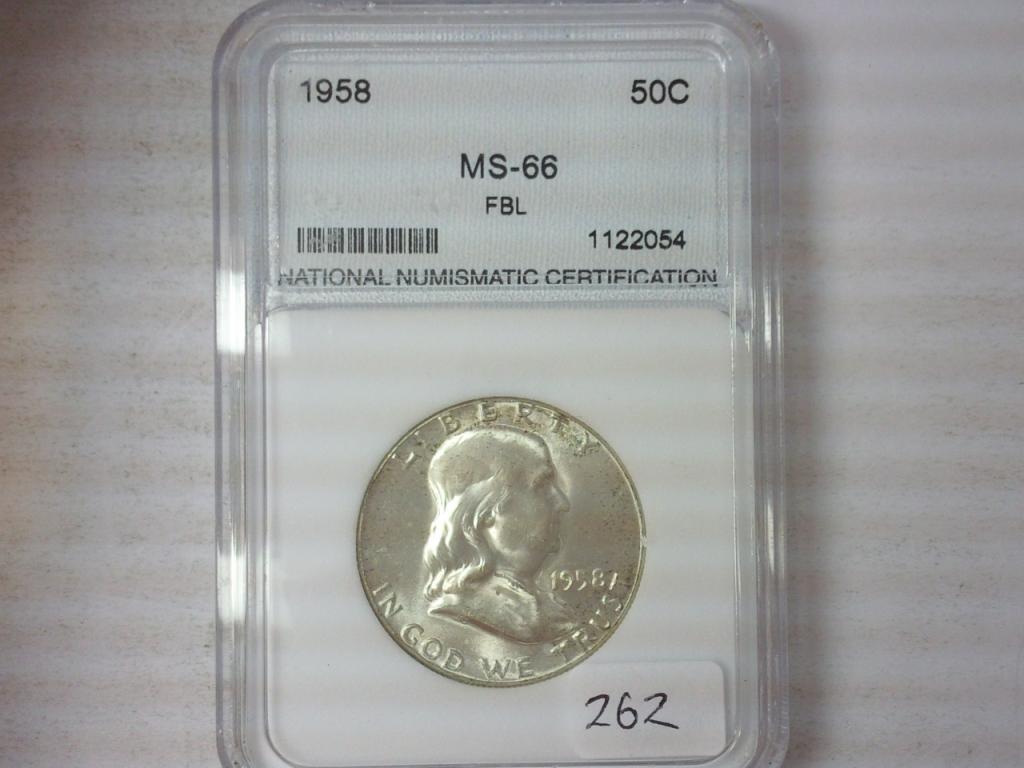 1958 50C
MS-66
FBL
1122054
NATIONAL NUMISMATIC CERTIFICATION
LIBERTY
1958
IN GOD WE TRUST
262